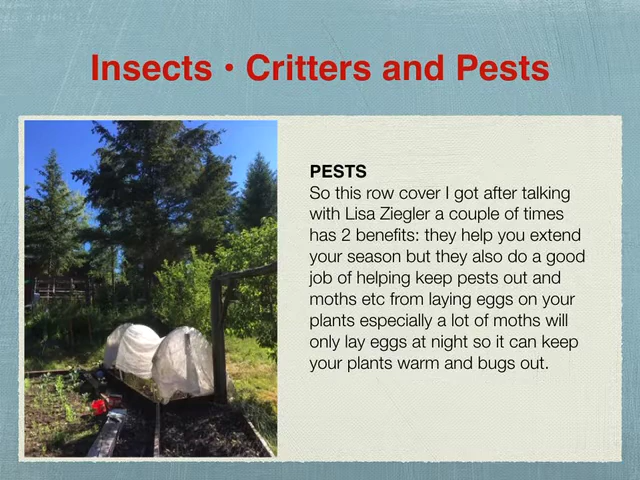 Insects • Critters and Pests
PESTS
So this row cover I got after talking
with Lisa Ziegler a couple of times
has 2 benefits: they help you extend
your season but they also do a good
job of helping keep pests out and
moths etc from laying eggs on your
plants especially a lot of moths will
only lay eggs at night so it can keep
your plants warm and bugs out.